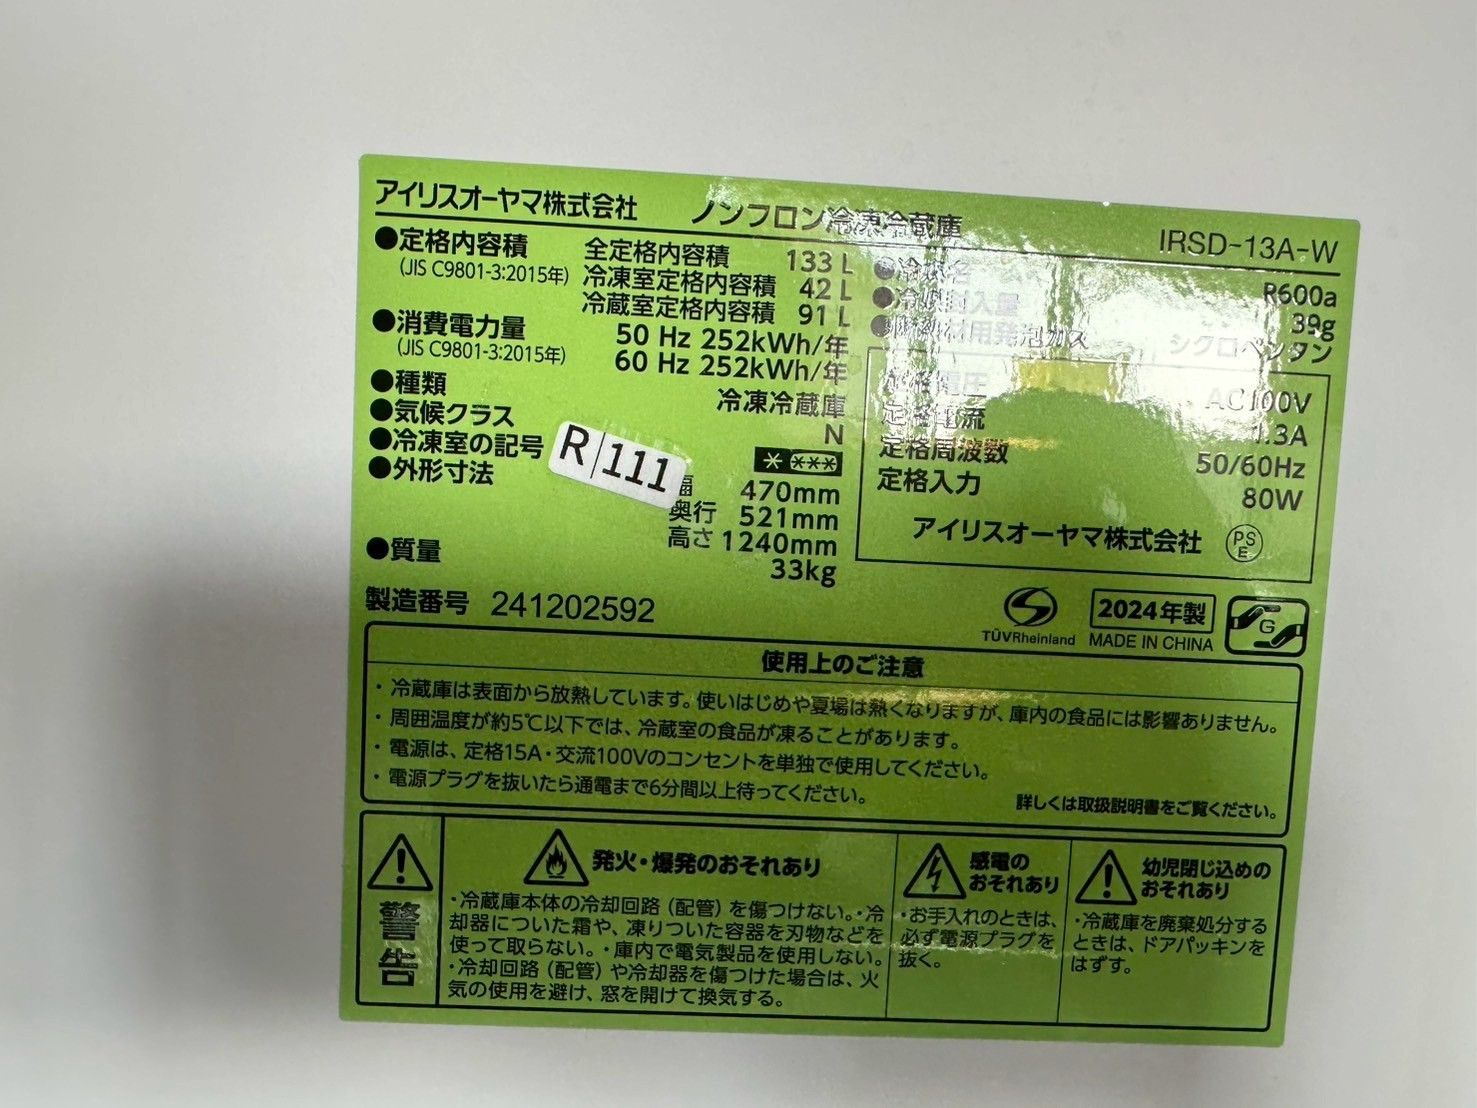 アイリスオーヤマ株式会社 ノンフロン冷凍冷蔵庫 IRSD-13A-W
●定格内容積 全定格内容積 133 L
(JIS C9801-3:2015年) 冷凍室定格内容積 42 L
冷蔵室定格内容積 91 L
●消費電力量 50 Hz 252kWh/年
(JIS C9801-3:2015年) 60 Hz 252kWh/年
●種類 冷凍冷蔵庫
●気候クラス N
●冷凍室の記号 * ***
●外形寸法 幅 470mm
奥行 521mm
高さ 1240mm
●質量 33kg
R/111
●冷媒名 R600a
●冷媒封入量 39g
用発泡ガス シクロペンタン
定格電圧 AC100V
定格電流 1.3A
定格周波数 50/60Hz
定格入力 80W
アイリスオーヤマ株式会社 PS E
製造番号 241202592
TÜVRheinland
2024年製
MADE IN CHINA
G
使用上のご注意
・冷蔵庫は表面から放熱しています。使いはじめや夏場は熱くなりますが、庫内の食品には影響ありません。
・周囲温度が約5℃以下では、冷蔵室の食品が凍ることがあります。
・電源は、定格15A・交流100Vのコンセントを単独で使用してください。
・電源プラグを抜いたら通電まで6分間以上待ってください。
詳しくは取扱説明書をご覧ください。
警告
発火・爆発のおそれあり
・冷蔵庫本体の冷却回路（配管）を傷つけない。・冷
却器についた霜や、凍りついた容器を刃物などを
使って取らない。・庫内で電気製品を使用しない。
・冷却回路（配管）や冷却器を傷つけた場合は、火
気の使用を避け、窓を開けて換気する。
感電の
おそれあり
・お手入れのときは、
必ず電源プラグを
抜く。
幼児閉じ込めの
おそれあり
・冷蔵庫を廃棄処分する
ときは、ドアパッキンを
はずす。